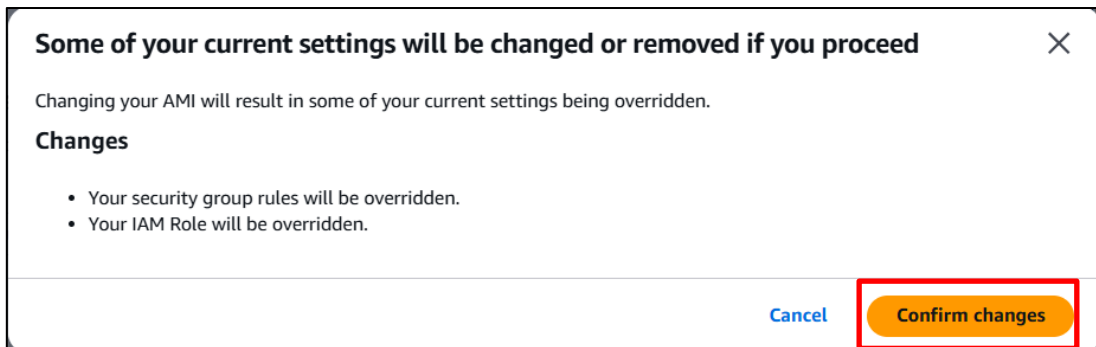 Some of your current settings will be changed or removed if you proceed
Changing your AMI will result in some of your current settings being overridden.
Changes
• Your security group rules will be overridden.
• Your IAM Role will be overridden.
Cancel
Confirm changes